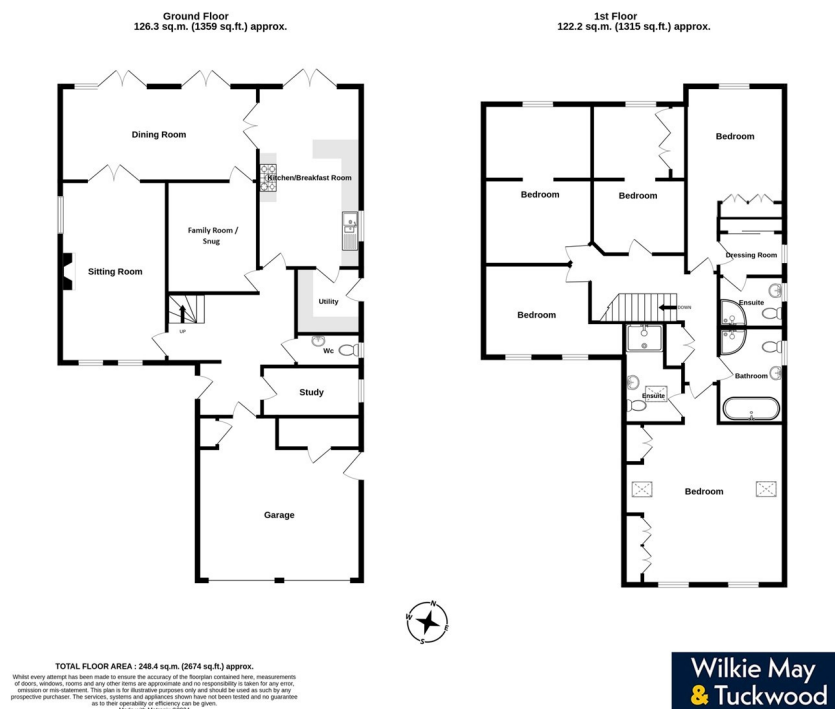 Ground Floor
126.3 sq.m. (1359 sq.ft.) approx.
1st Floor
122.2 sq.m. (1315 sq.ft.) approx.
Dining Room
Kitchen/Breakfast Room
Family Room /
Snug
Sitting Room
UP
Utility
Wc
Study
Garage
Bedroom
Bedroom
Bedroom
Dressing Room
Ensuite
Bedroom
DOWN
Bathroom
Ensuite
Bedroom
N
W
E
S
TOTAL FLOOR AREA : 248.4 sq.m. (2674 sq.ft.) approx.
Whilst every attempt has been made to ensure the accuracy of the floorplan contained here, measurements
of doors, windows, rooms and any other items are approximate and no responsibility is taken for any error,
omission or mis-statement. This plan is for illustrative purposes only and should be used as such by any
prospective purchaser. The services, systems and appliances shown have not been tested and no guarantee
as to their operability or efficiency can be given.
Wilkie May
& Tuckwood